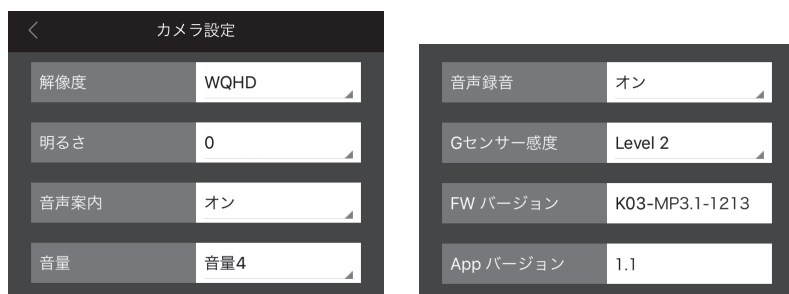 カメラ設定
解像度 WQHD
明るさ 0
音声案内 オン
音量 音量4
音声録音 オン
Gセンサー感度 Level 2
FW バージョン K03-MP3.1-1213
App バージョン 1.1